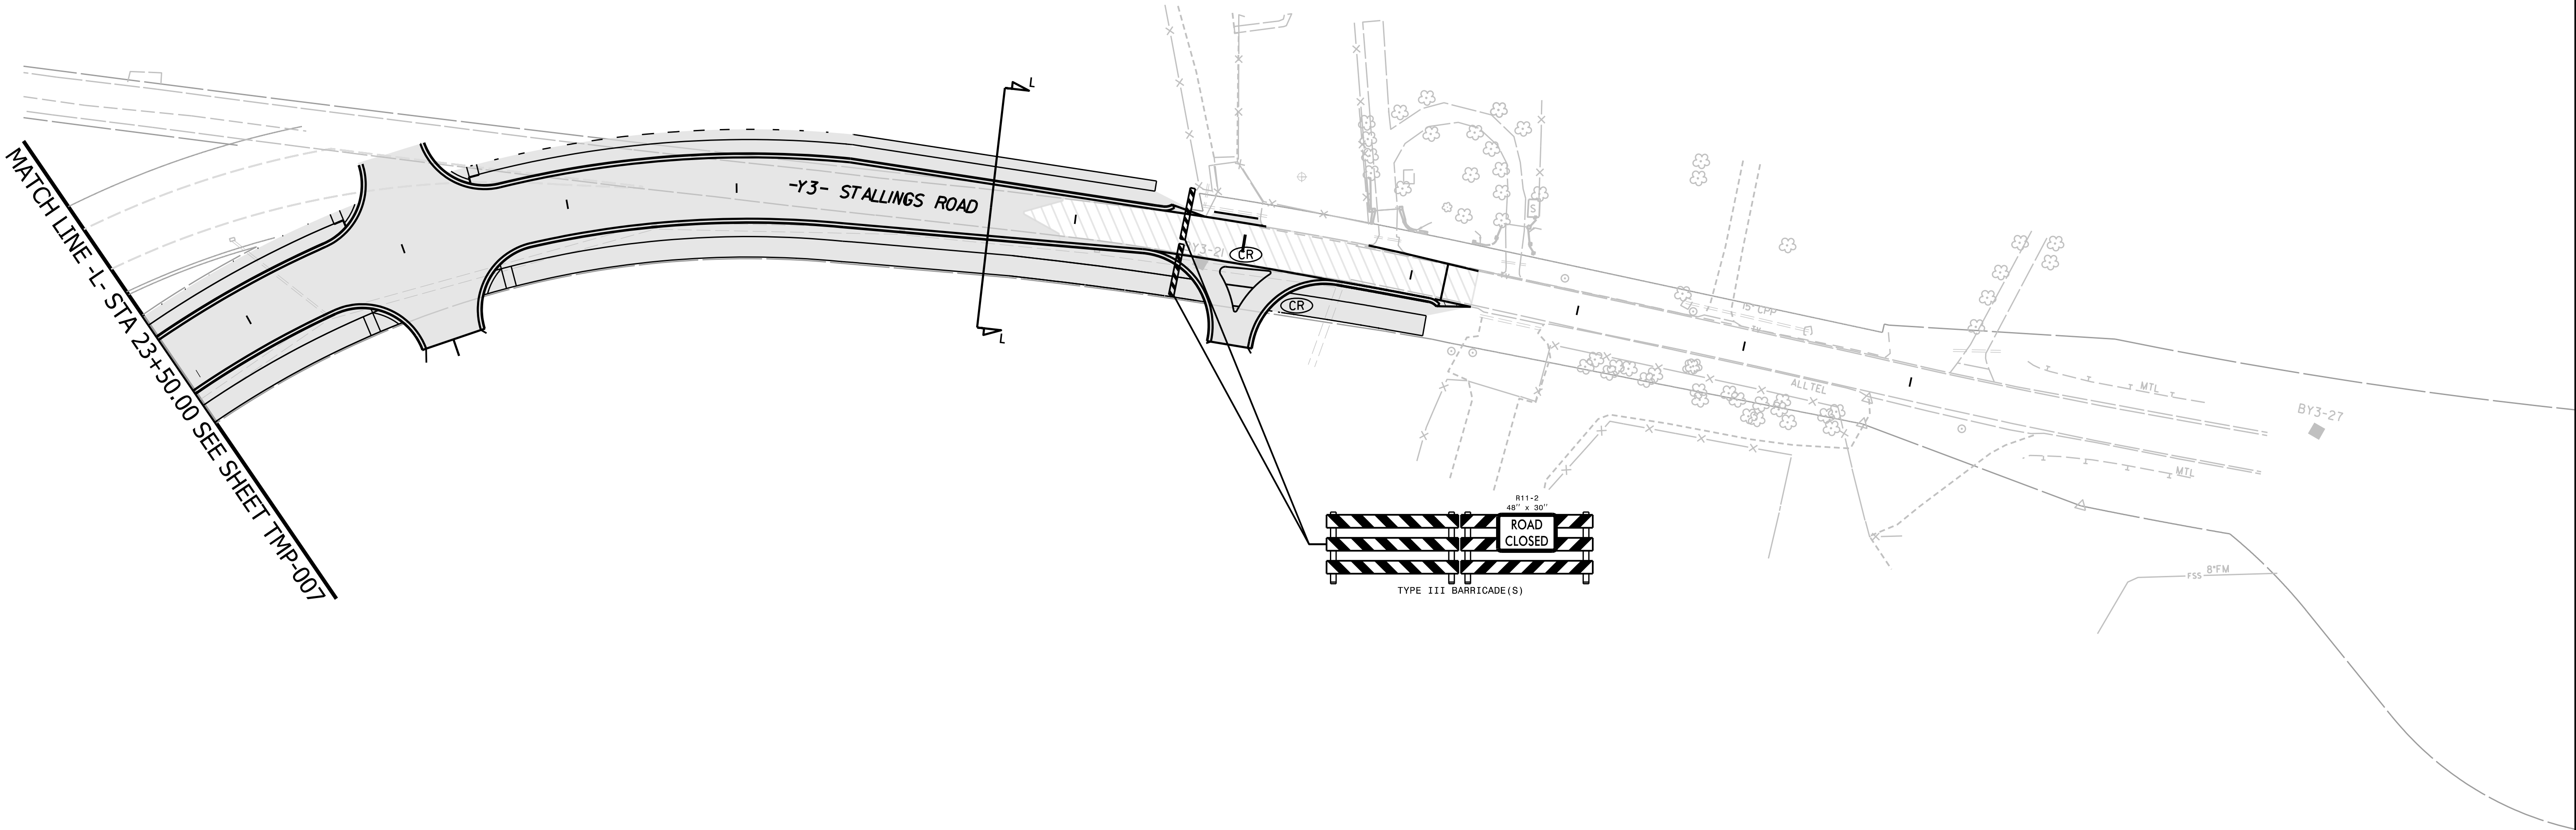 L
MATCH LINE -L- STA 23+50.00 SEE SHEET TMP-007
-Y3- STALLINGS ROAD
CR
CR
L
S
15" CPP
ALLTEL
MTL
MTL
BY3-27
8"FM
FSS
R11-2
48" x 30"
ROAD
CLOSED
TYPE III BARRICADE(S)